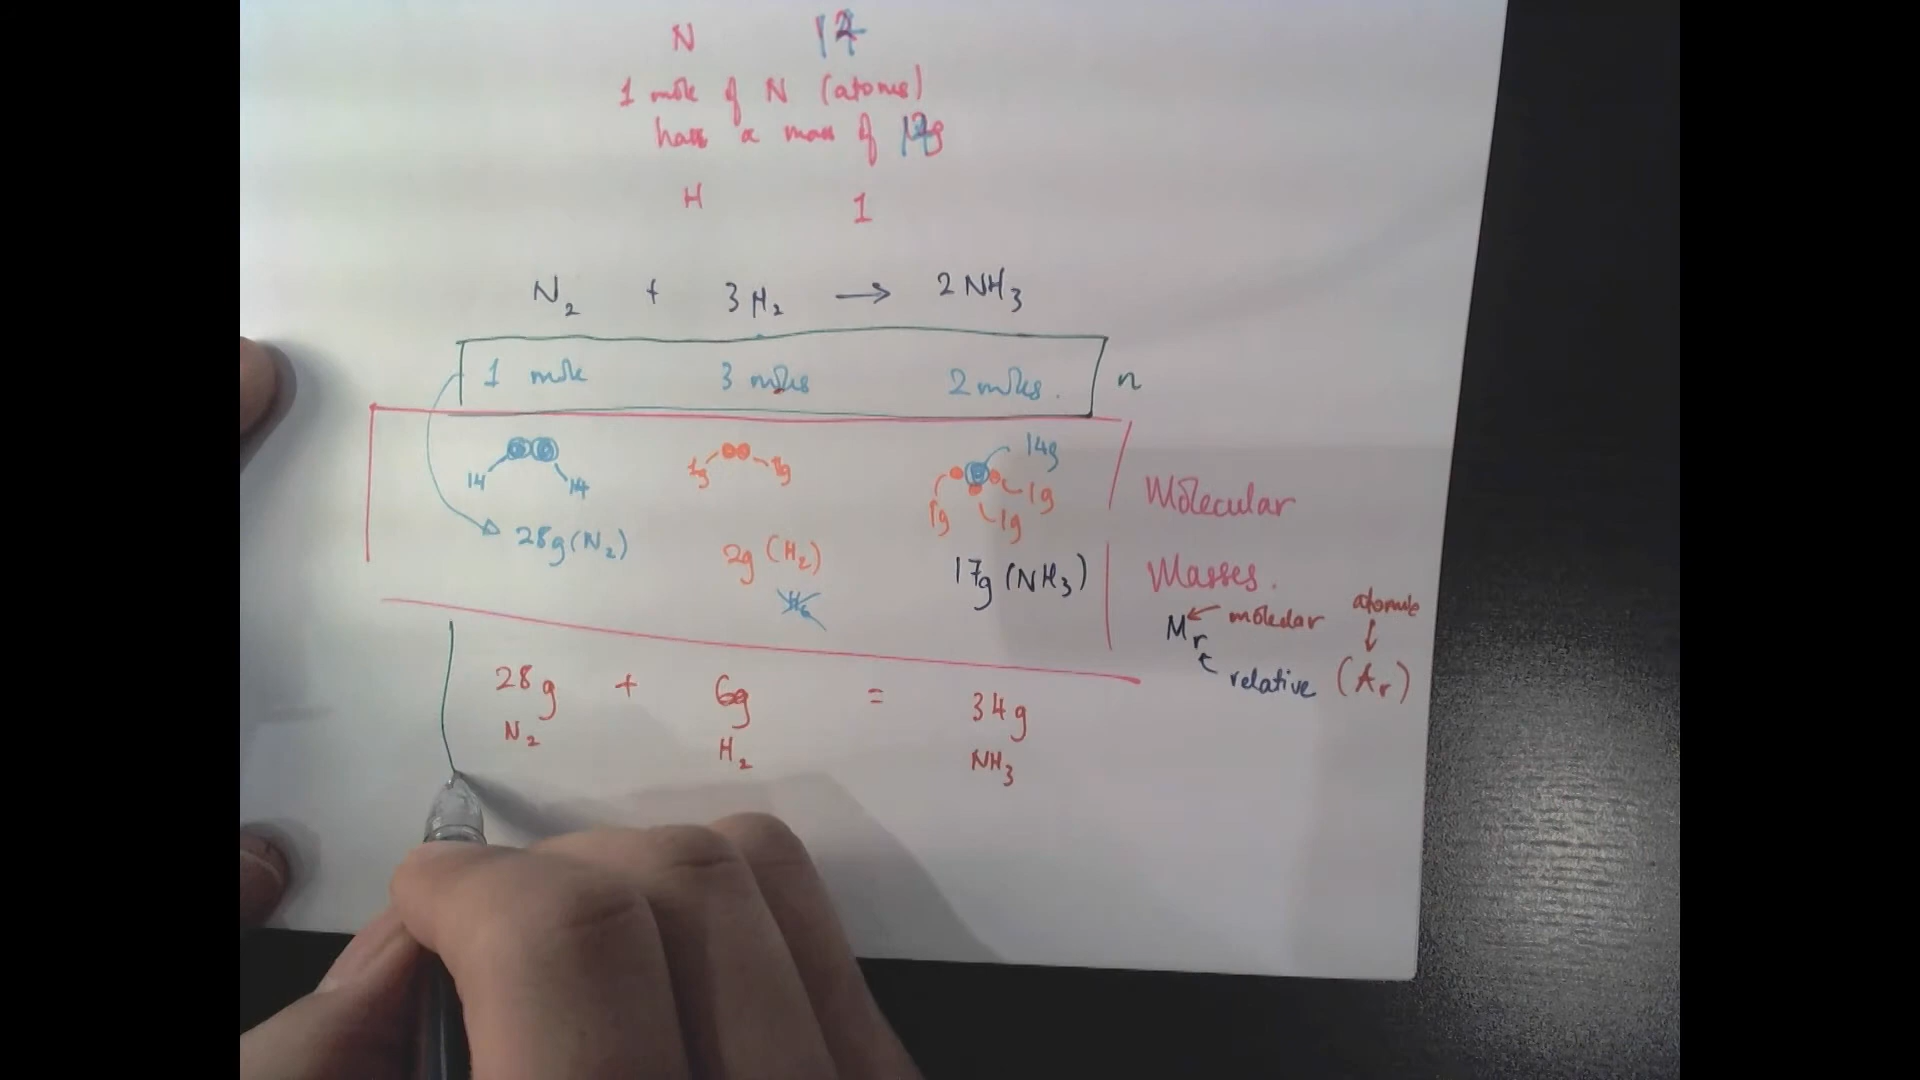 N
1 mole of N (atoms)
has a mass of
H 1
N₂ + 3H₂ → 2NH₃
1 mole 3 moles 2 moles. n
14 14 1g 1g 14g
1g 1g 1g
28g (N₂) 2g (H₂) 17g (NH₃)
Molecular
Masses.
Mr molecular relative
atomic (Ar)
28g + 6g = 34g
N₂ H₂ NH₃